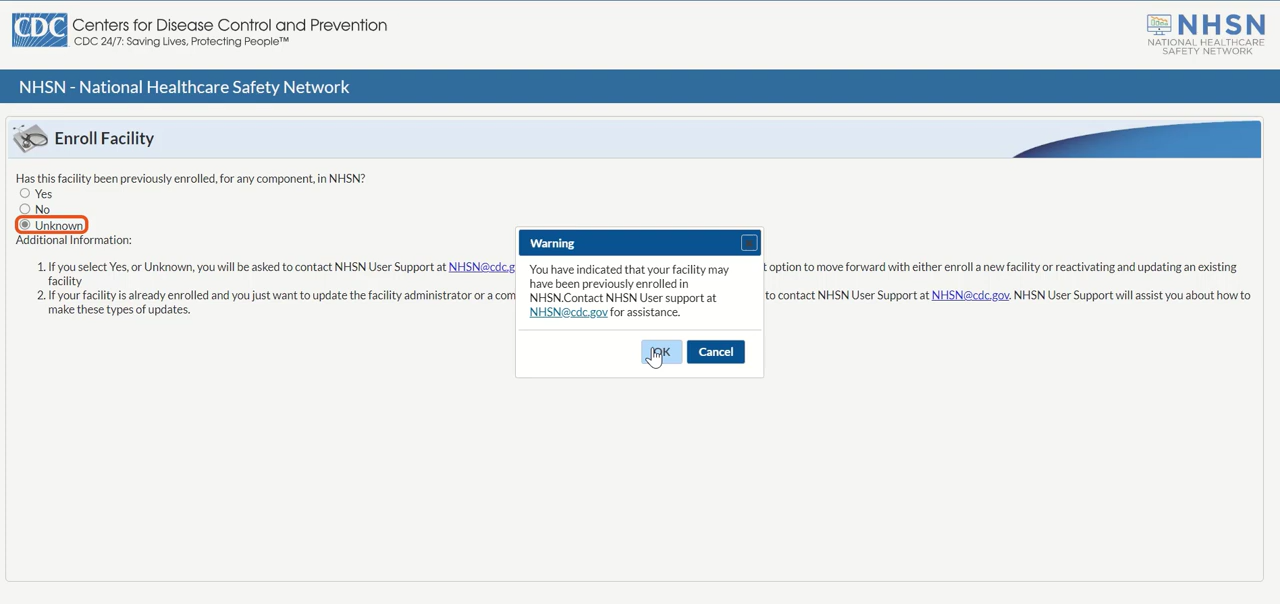 CDC Centers for Disease Control and Prevention
CDC 24/7: Saving Lives, Protecting People™
NHSN
NATIONAL HEALTHCARE
SAFETY NETWORK
NHSN - National Healthcare Safety Network
Enroll Facility
Has this facility been previously enrolled, for any component, in NHSN?
Yes
No
Unknown
Additional Information:
1. If you select Yes, or Unknown, you will be asked to contact NHSN User Support at NHSN@cdc.g t option to move forward with either enroll a new facility or reactivating and updating an existing
facility
2. If your facility is already enrolled and you just want to update the facility administrator or a com to contact NHSN User Support at NHSN@cdc.gov. NHSN User Support will assist you about how to
make these types of updates.
Warning
You have indicated that your facility may
have been previously enrolled in
NHSN.Contact NHSN User support at
NHSN@cdc.gov for assistance.
OK Cancel